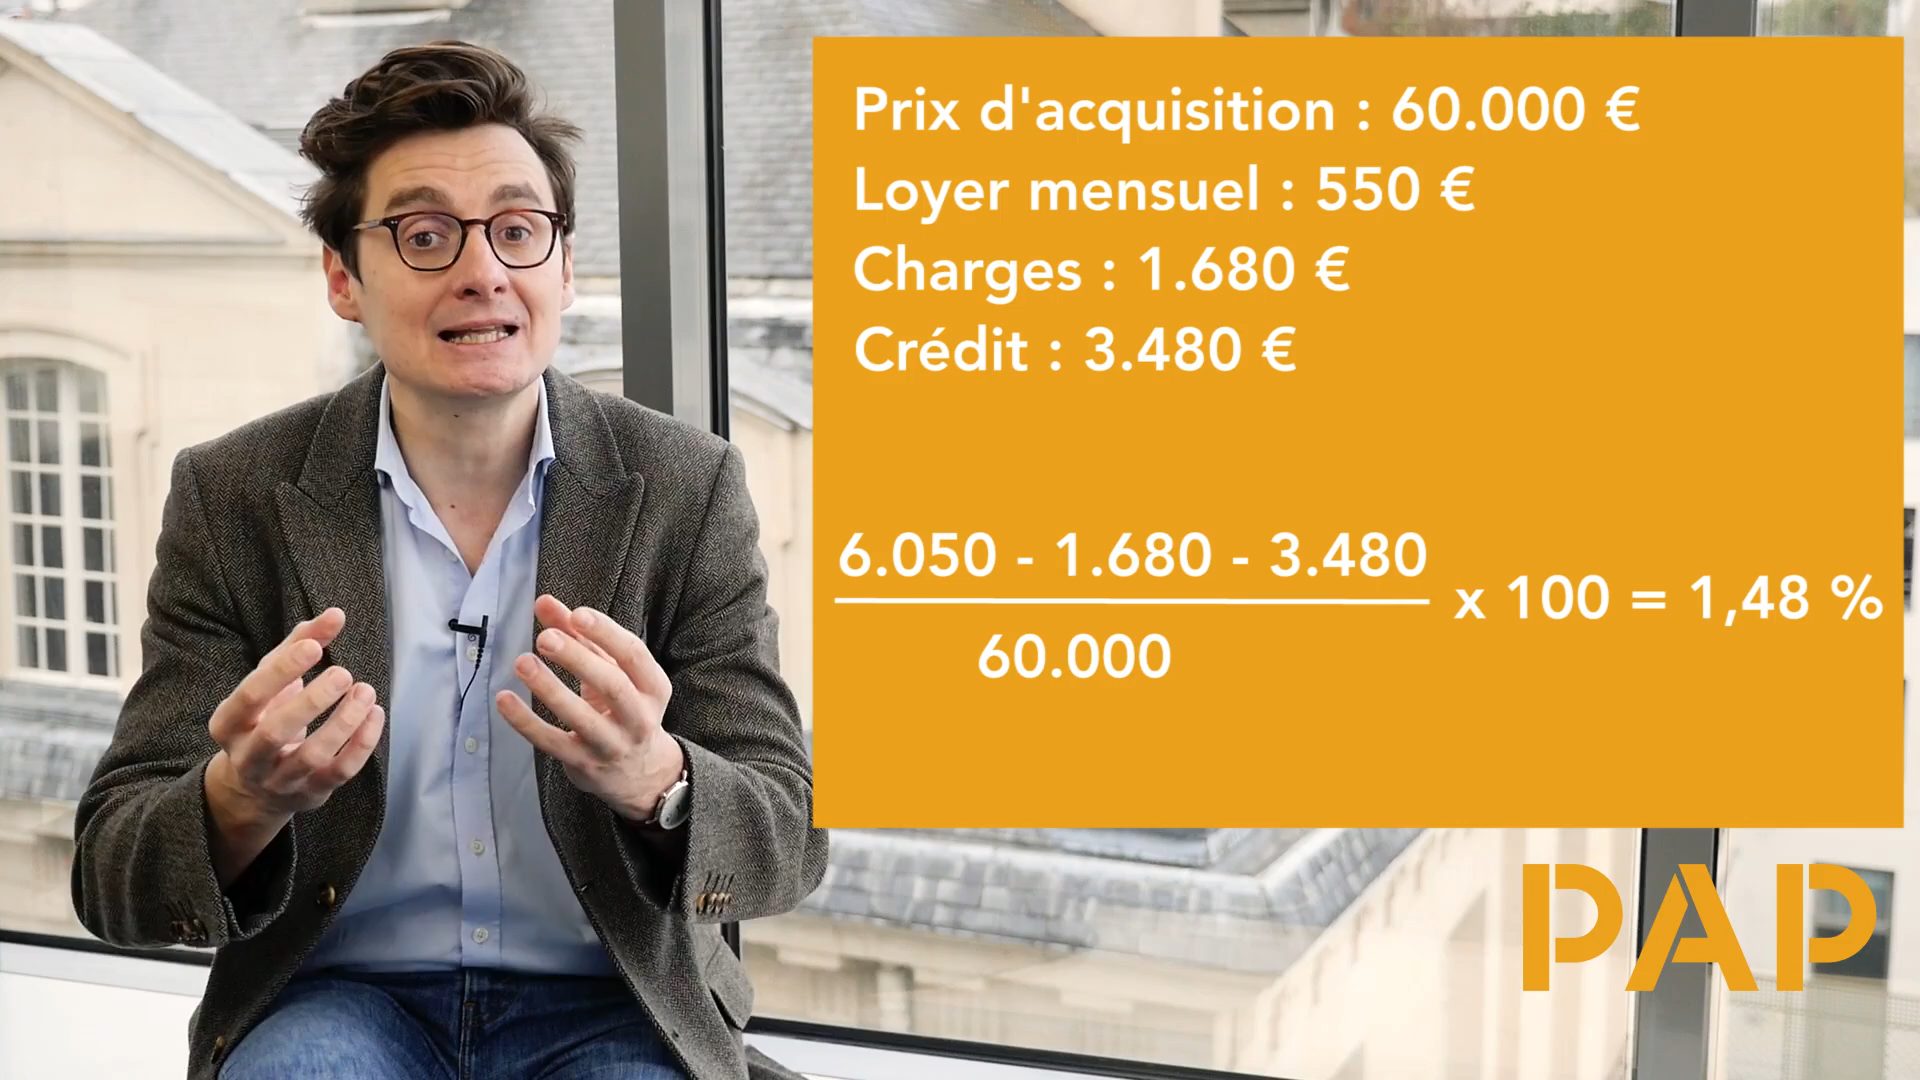 Prix d'acquisition : 60.000 €
Loyer mensuel : 550 €
Charges : 1.680 €
Crédit : 3.480 €
6.050 - 1.680 - 3.480
60.000
x 100 = 1,48 %
PAP